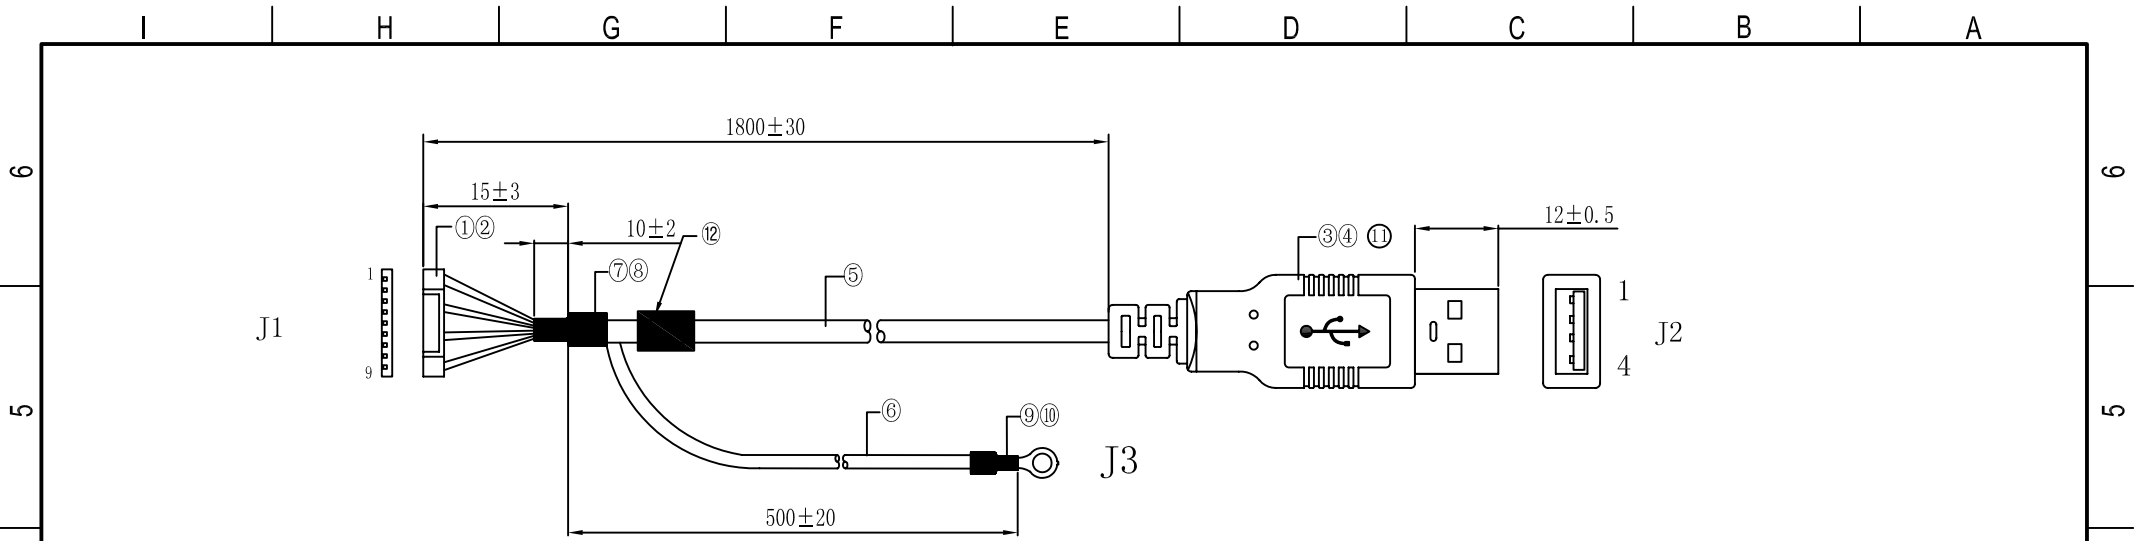 I H G F E D C B A
1800±30
6 6
15±3
12±0.5
①② 10±2 ⑫ ③④ ⑪
⑦⑧ ⑤
1 1
J1 J2
9 4
5 ⑥ ⑨⑩ 5
J3
500±20